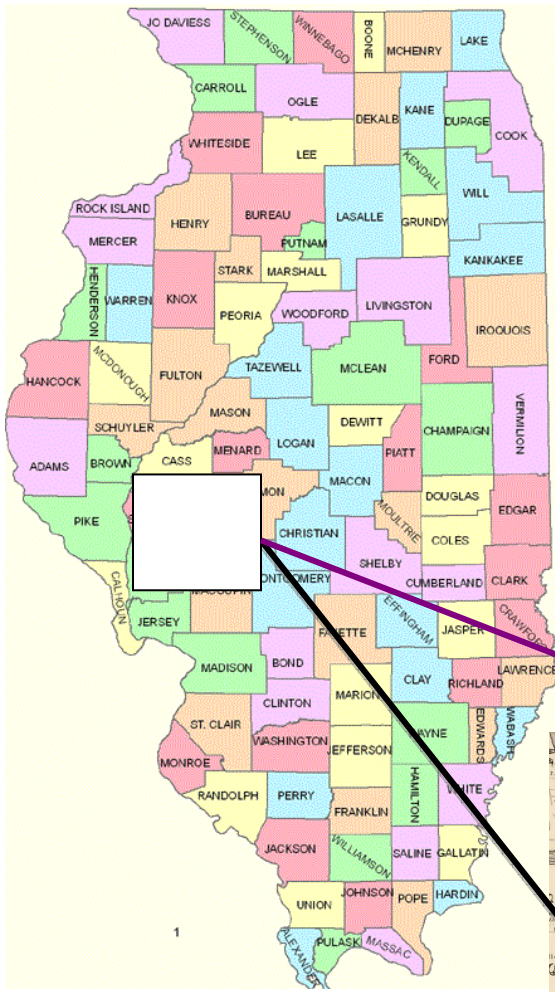 JO DAVIESS
STEPHENSON
WINNEBAGO
BOONE
MCHENRY
LAKE
CARROLL
OGLE
DEKALB
KANE
DUPAGE
COOK
WHITESIDE
LEE
KENDALL
WILL
ROCK ISLAND
HENRY
BUREAU
LASALLE
GRUNDY
MERCER
PUTNAM
KANKAKEE
HENDERSON
WARREN
KNOX
STARK
MARSHALL
PEORIA
WOODFORD
LIVINGSTON
IROQUOIS
HANCOCK
MCDONOUGH
FULTON
TAZEWELL
MCLEAN
FORD
SCHUYLER
MASON
LOGAN
DEWITT
CHAMPAIGN
VERMILION
ADAMS
BROWN
CASS
MENARD
PIATT
MACON
MON
DOUGLAS
EDGAR
PIKE
CHRISTIAN
MOULTRIE
COLES
SHELBY
CUMBERLAND
CLARK
CALHOUN
ONTGOMERY
JERSEY
EFFINGHAM
JASPER
CRAWFOR
MADISON
BOND
CLAY
RICHLAND
LAWRENCE
CLINTON
MARION
ST. CLAIR
AYNE
EDWARDS
WABASH
WASHINGTON
JEFFERSON
MONROE
RANDOLPH
PERRY
HAMILTON
FRANKLIN
JACKSON
WILLIAMSON
SALINE
GALLATIN
UNION
JOHNSON
POPE
HARDIN
1
ALEXANDER
PULASK
MASSAC